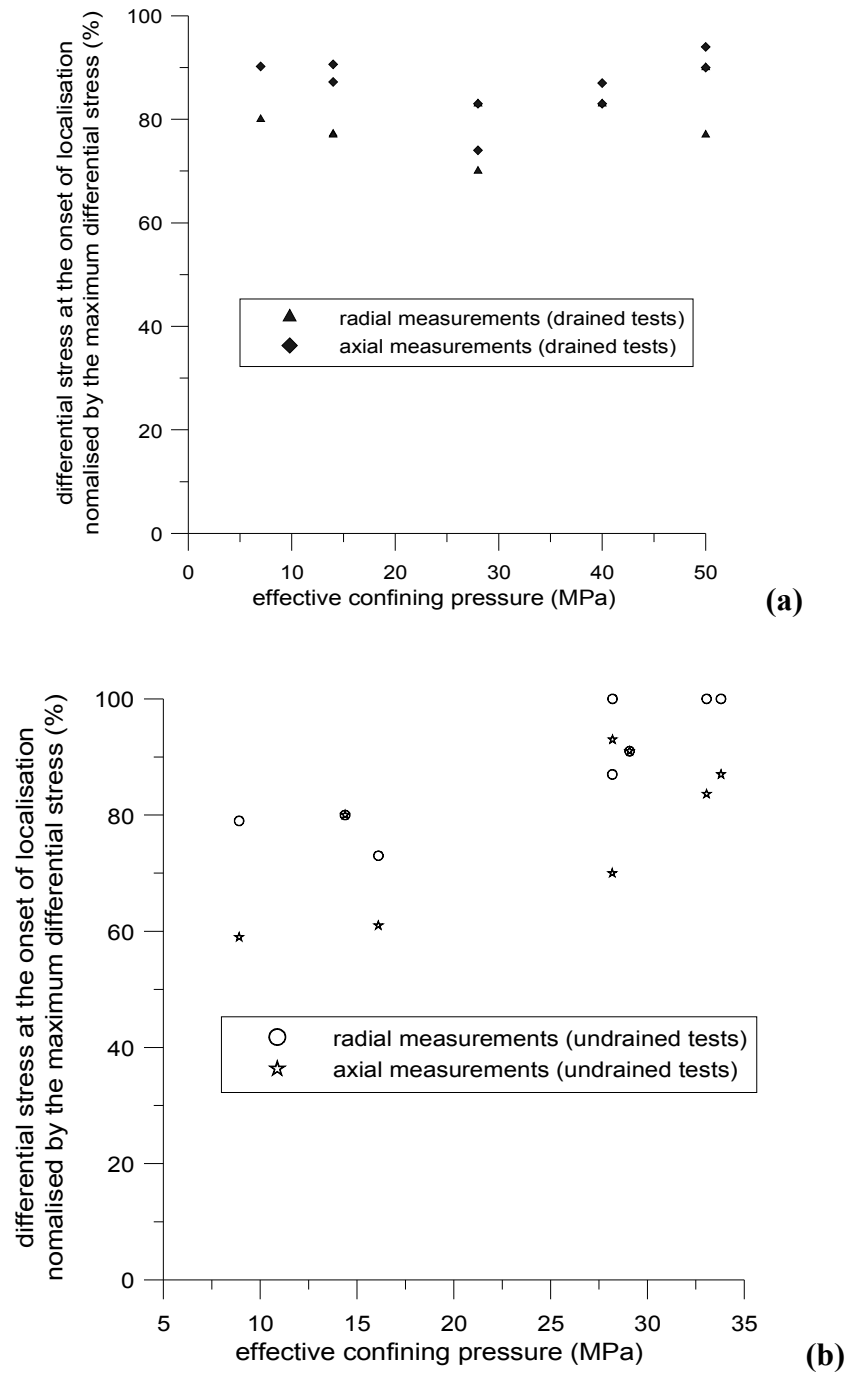 differential stress at the onset of localisation
nomalised by the maximum differential stress (%)
100
80
60
40
20
0
radial measurements (drained tests)
axial measurements (drained tests)
0 10 20 30 40 50
effective confining pressure (MPa)
(a)
differential stress at the onset of localisation
nomalised by the maximum differential stress (%)
100
80
60
40
20
0
radial measurements (undrained tests)
axial measurements (undrained tests)
5 10 15 20 25 30 35
effective confining pressure (MPa)
(b)